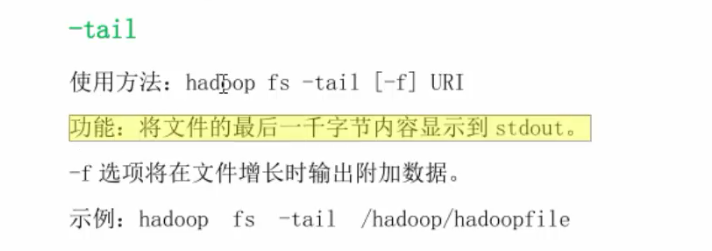 -tail
使用方法：hadoop fs -tail [-f] URI
功能：将文件的最后一千字节内容显示到 stdout。
-f 选项将在文件增长时输出附加数据。
示例：hadoop fs -tail /hadoop/hadoopfile